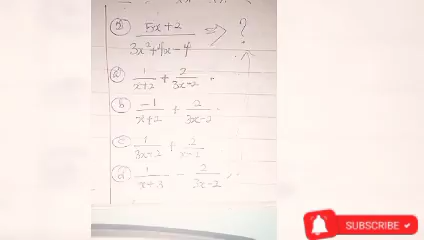 5x+2 / 3x²+4x-4 => ?
(a) 1/x+2 + 2/3x-2
(b) -1/x+2 + 2/3x-2
(c) 1/3x-2 + 2/x-2
(d) 1/x+3 - 2/3x-2
SUBSCRIBE